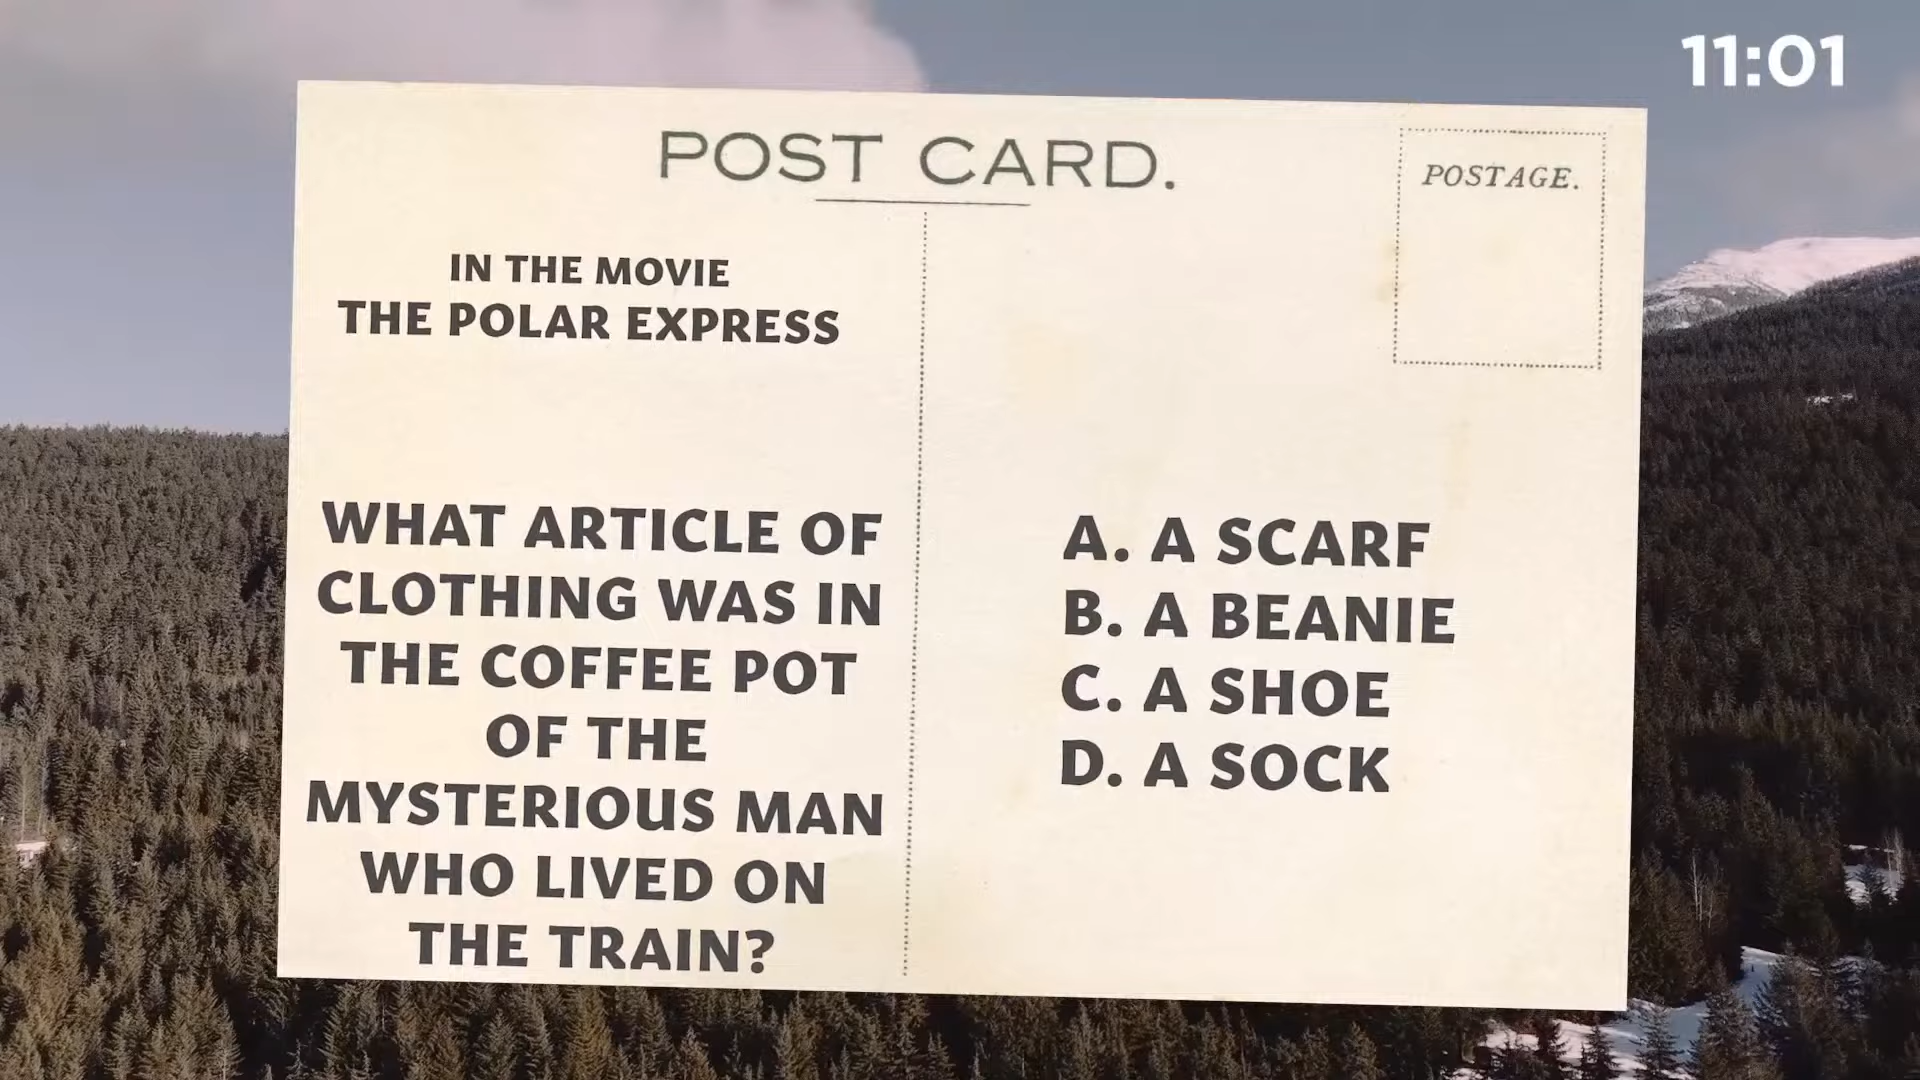 11:01
POST CARD.
POSTAGE.
IN THE MOVIE
THE POLAR EXPRESS
WHAT ARTICLE OF
CLOTHING WAS IN
THE COFFEE POT
OF THE
MYSTERIOUS MAN
WHO LIVED ON
THE TRAIN?
A. A SCARF
B. A BEANIE
C. A SHOE
D. A SOCK